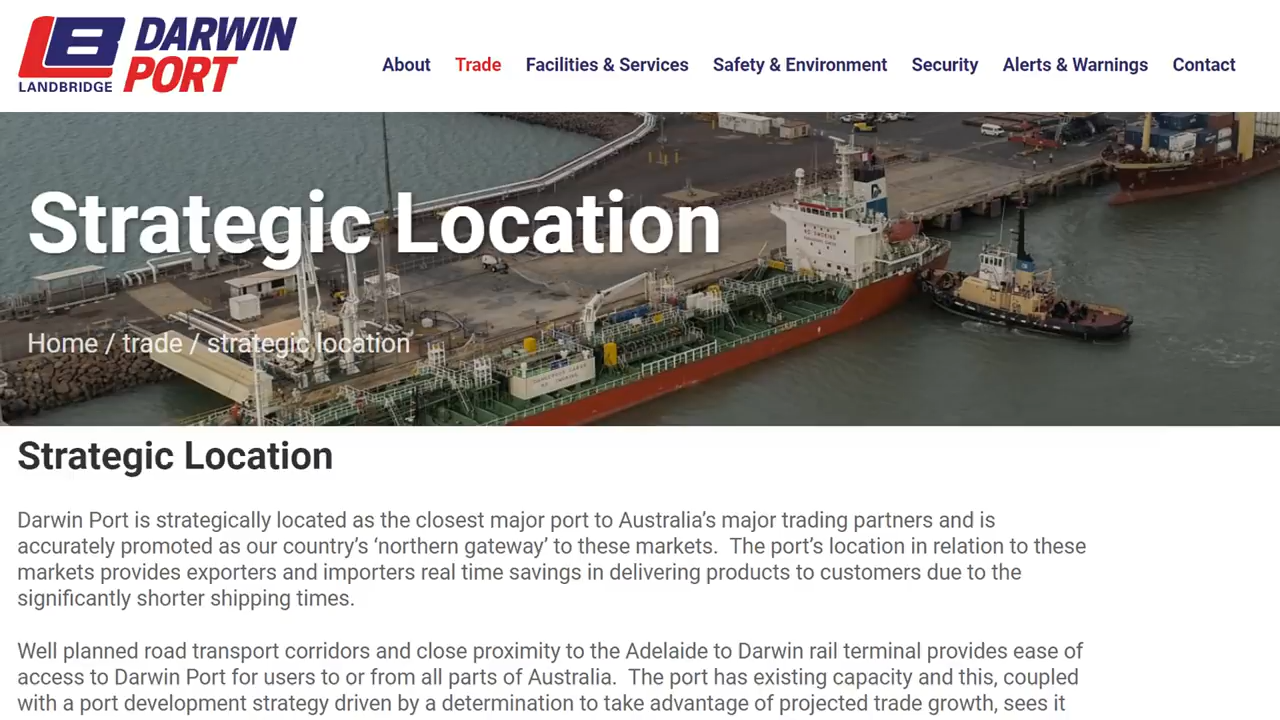 LANDBRIDGE
DARWIN
PORT
About Trade Facilities & Services Safety & Environment Security Alerts & Warnings Contact
Strategic Location
NO SMOKING
Home / trade / strategic location
Strategic Location
Darwin Port is strategically located as the closest major port to Australia’s major trading partners and is
accurately promoted as our country’s ‘northern gateway’ to these markets.  The port’s location in relation to these
markets provides exporters and importers real time savings in delivering products to customers due to the
significantly shorter shipping times.
Well planned road transport corridors and close proximity to the Adelaide to Darwin rail terminal provides ease of
access to Darwin Port for users to or from all parts of Australia.  The port has existing capacity and this, coupled
with a port development strategy driven by a determination to take advantage of projected trade growth, sees it